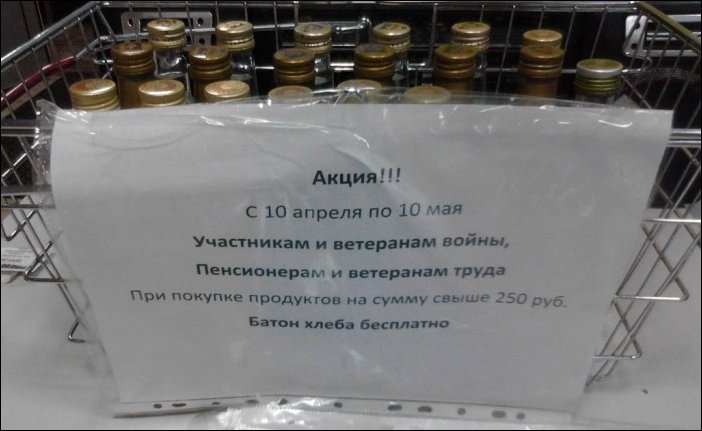 Акция!!!
С 10 апреля по 10 мая
Участникам и ветеранам войны,
Пенсионерам и ветеранам труда
При покупке продуктов на сумму свыше 250 руб.
Батон хлеба бесплатно